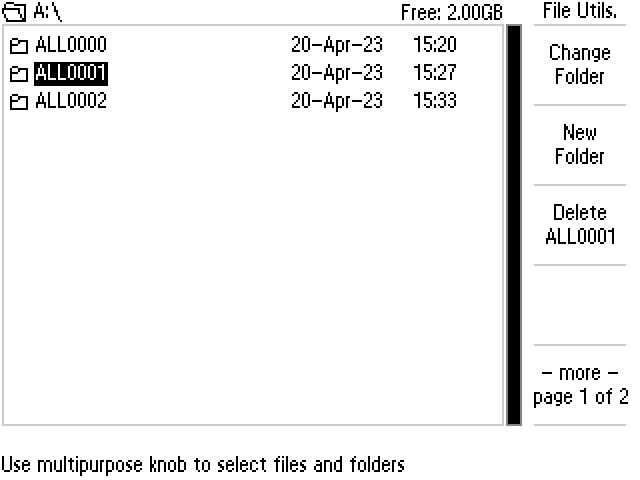 A:\ Free: 2.00GB File Utils.
ALL0000 20-Apr-23 15:20
ALL0001 20-Apr-23 15:27
ALL0002 20-Apr-23 15:33
Change
Folder
New
Folder
Delete
ALL0001
- more -
page 1 of 2
Use multipurpose knob to select files and folders